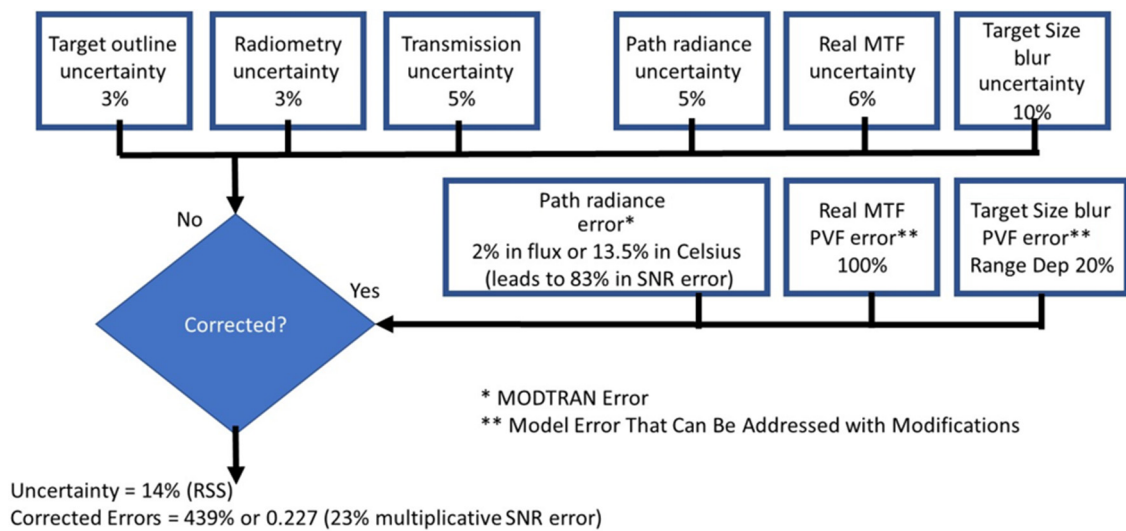 Target outline
uncertainty
3%
Radiometry
uncertainty
3%
Transmission
uncertainty
5%
Path radiance
uncertainty
5%
Real MTF
uncertainty
6%
Target Size
blur
uncertainty
10%
Path radiance
error*
2% in flux or 13.5% in Celsius
(leads to 83% in SNR error)
Real MTF
PVF error**
100%
Target Size blur
PVF error**
Range Dep 20%
No
Yes
Corrected?
* MODTRAN Error
** Model Error That Can Be Addressed with Modifications
Uncertainty = 14% (RSS)
Corrected Errors = 439% or 0.227 (23% multiplicative SNR error)